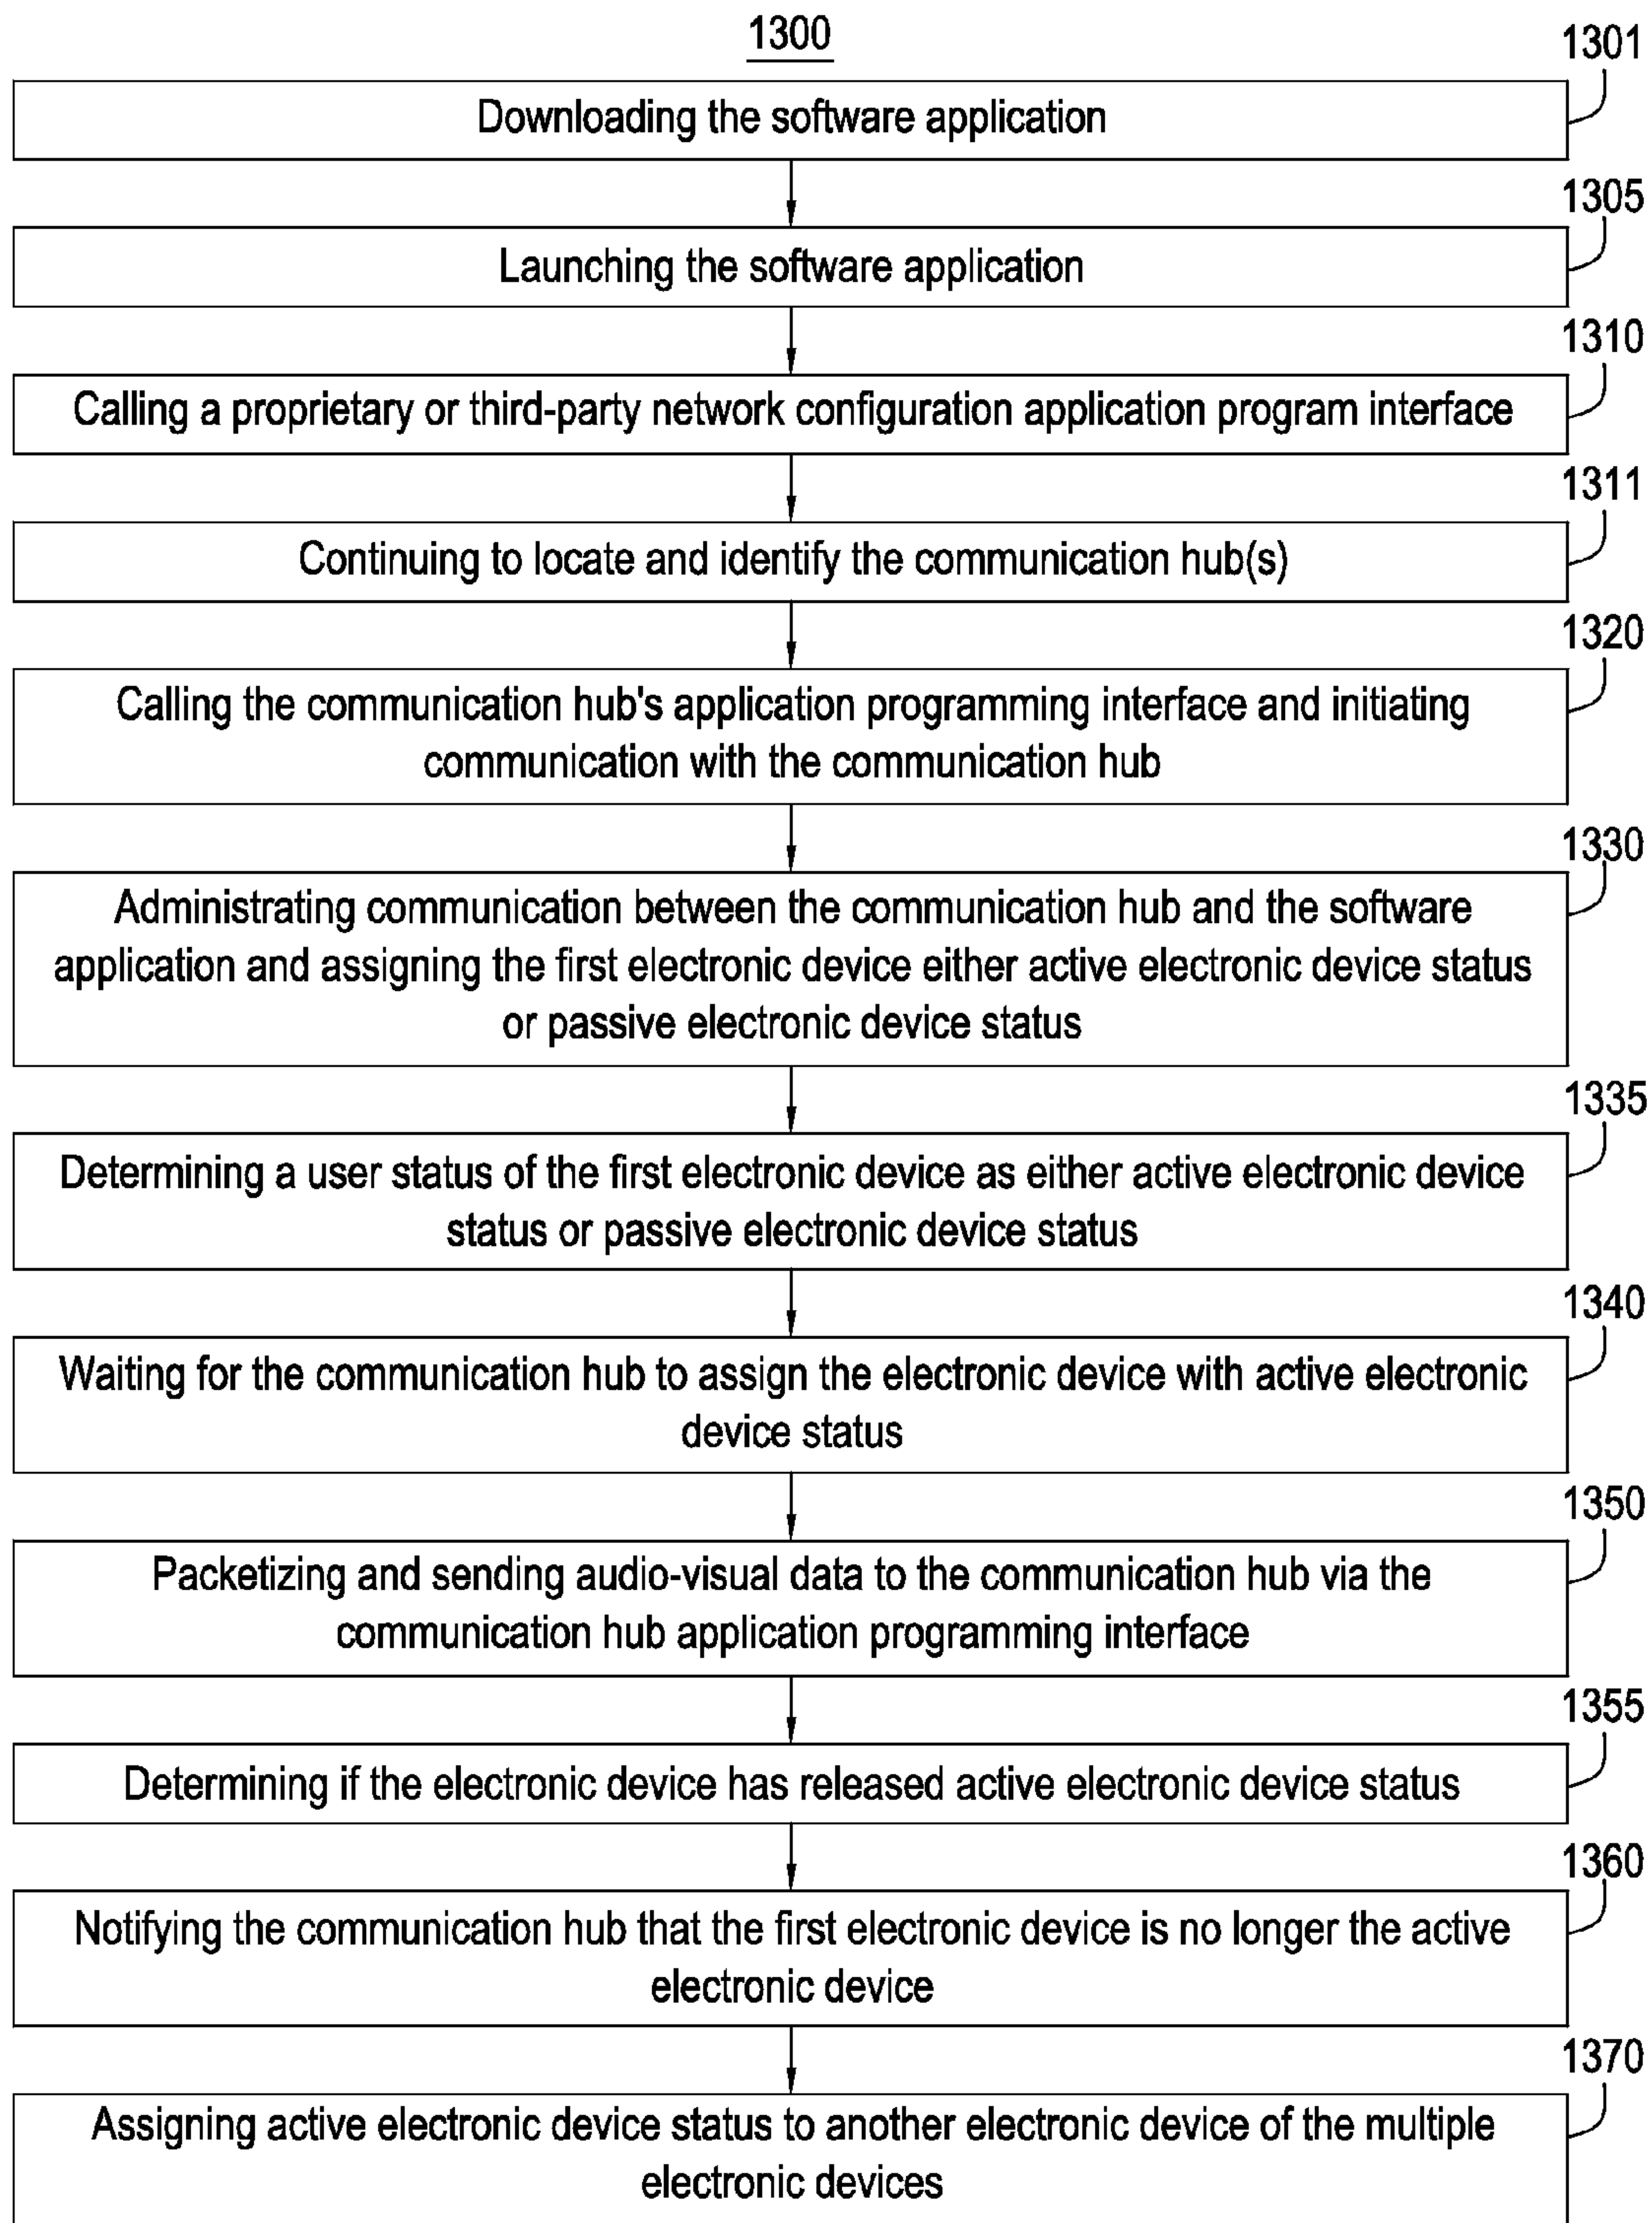 1300
1301
Downloading the software application
1305
Launching the software application
1310
Calling a proprietary or third-party network configuration application program interface
1311
Continuing to locate and identify the communication hub(s)
1320
Calling the communication hub's application programming interface and initiating
communication with the communication hub
1330
Administrating communication between the communication hub and the software
application and assigning the first electronic device either active electronic device status
or passive electronic device status
1335
Determining a user status of the first electronic device as either active electronic device
status or passive electronic device status
1340
Waiting for the communication hub to assign the electronic device with active electronic
device status
1350
Packetizing and sending audio-visual data to the communication hub via the
communication hub application programming interface
1355
Determining if the electronic device has released active electronic device status
1360
Notifying the communication hub that the first electronic device is no longer the active
electronic device
1370
Assigning active electronic device status to another electronic device of the multiple
electronic devices